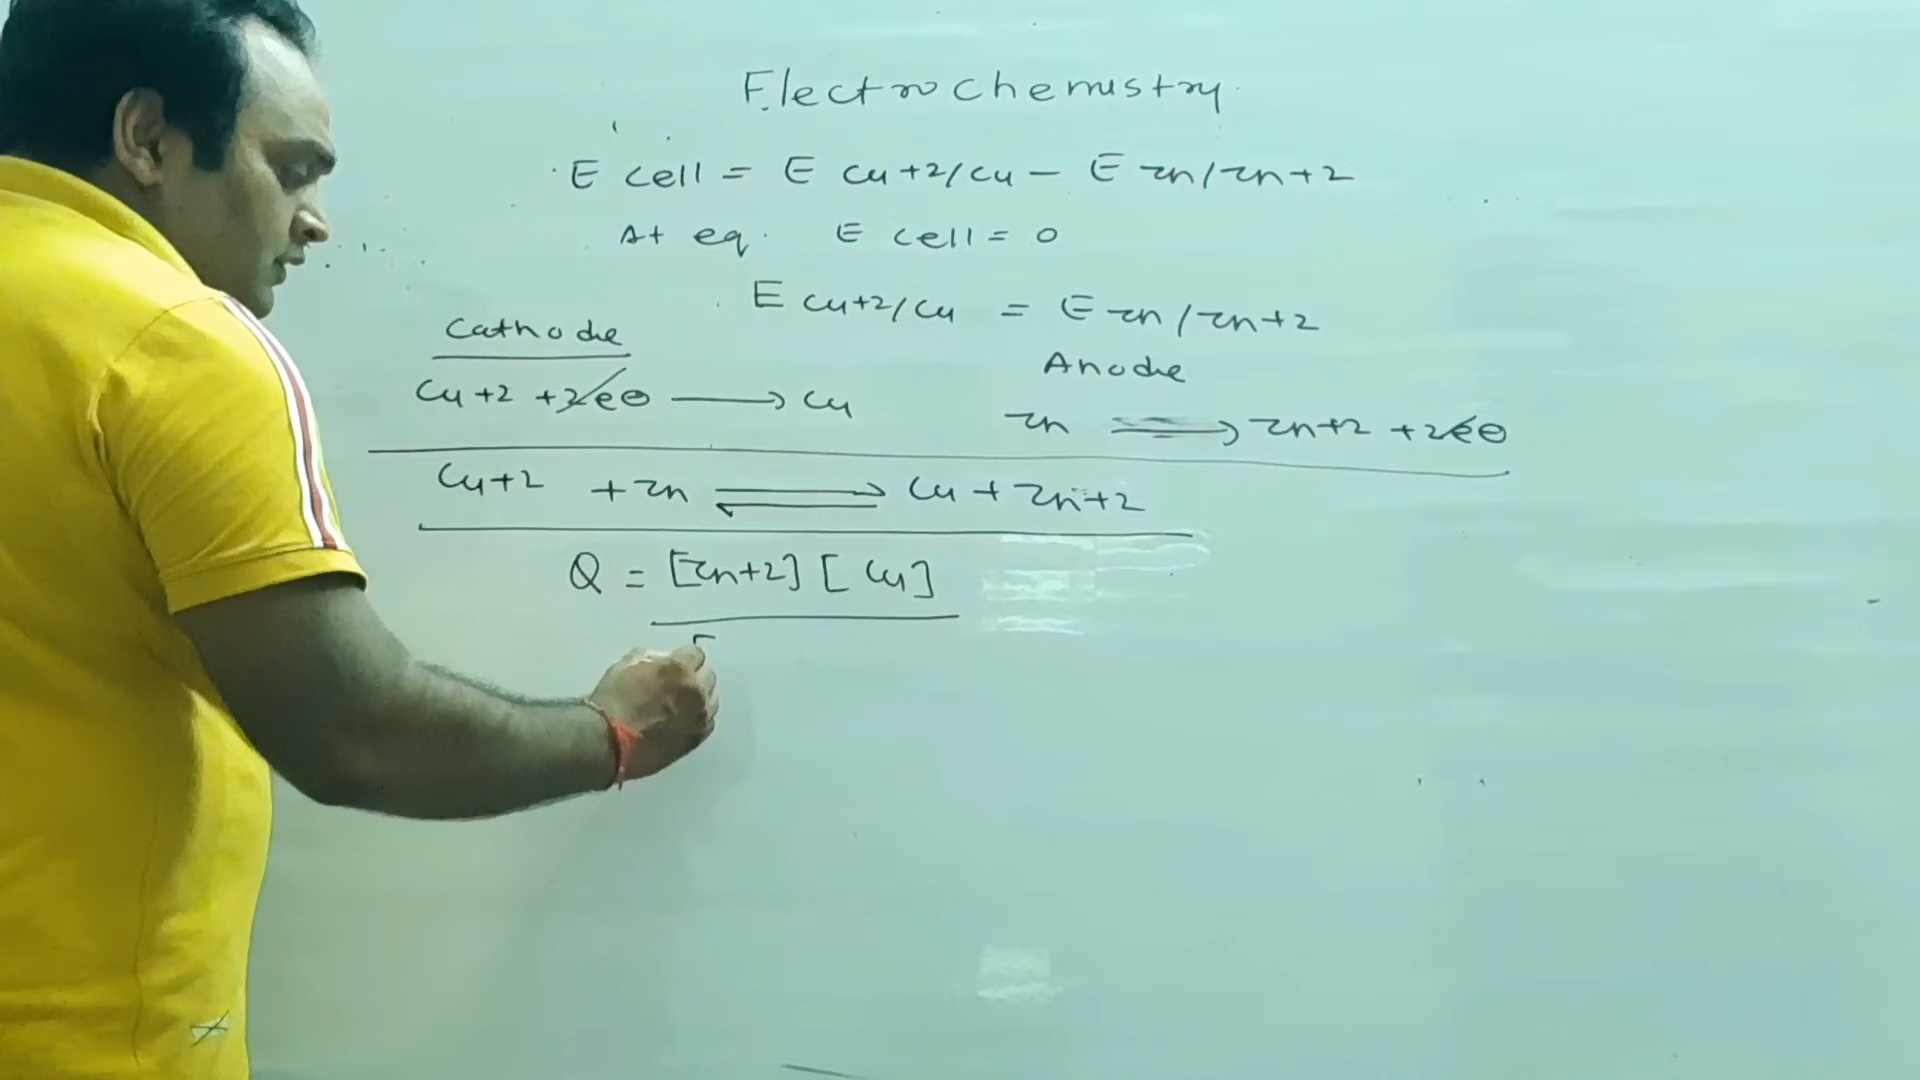 Electrochemistry
E cell = E Cu+2/Cu - E Zn/Zn+2
At eq. E cell = 0
E Cu+2/Cu = E Zn/Zn+2
Cathode
Anode
Cu+2 +2e⊖ ⟶ Cu
Zn ⟶ Zn+2 +2e⊖
Cu+2 +Zn ⇌ Cu + Zn+2
Q = [Zn+2] [Cu]
[